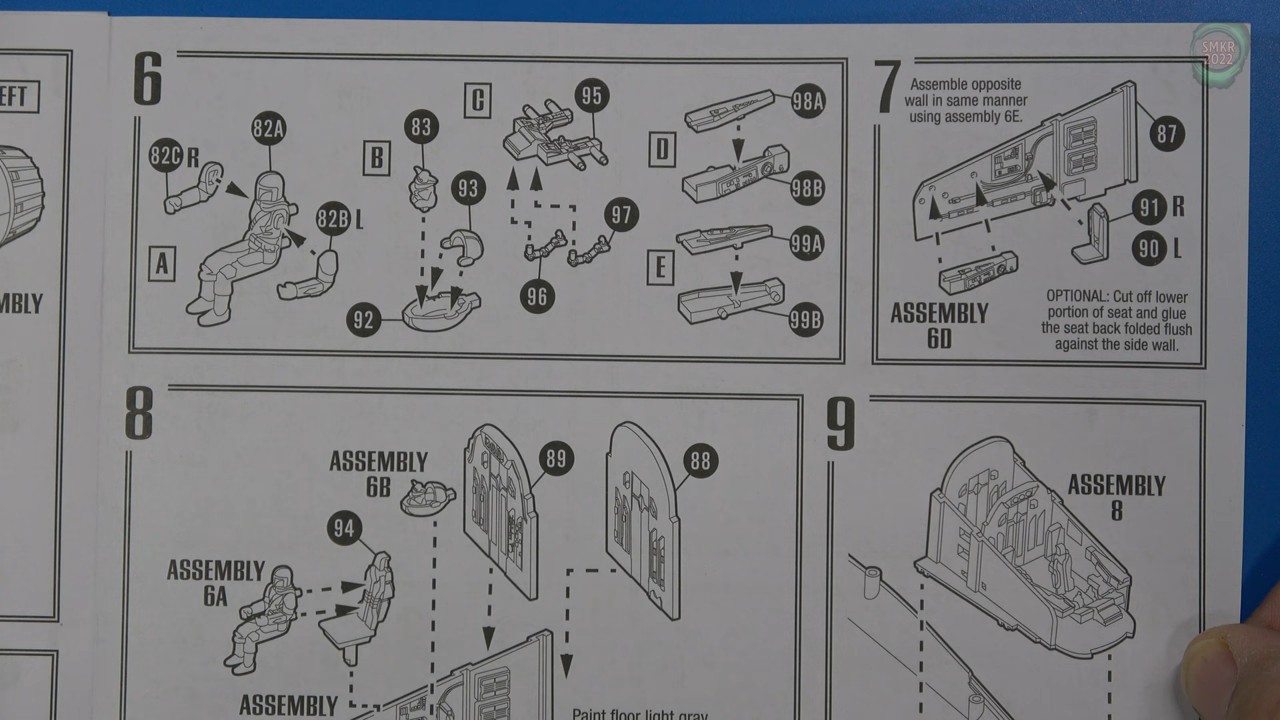 SMKR
2022
EFT
MBLY
6
82A
82C R
82B L
A
B
83
93
92
C
95
96
97
D
98A
98B
E
99A
99B
7
Assemble opposite
wall in same manner
using assembly 6E.
87
91 R
90 L
ASSEMBLY
6D
OPTIONAL: Cut off lower
portion of seat and glue
the seat back folded flush
against the side wall.
8
ASSEMBLY
6B
89
88
94
ASSEMBLY
6A
ASSEMBLY
Paint floor light gray
9
ASSEMBLY
8